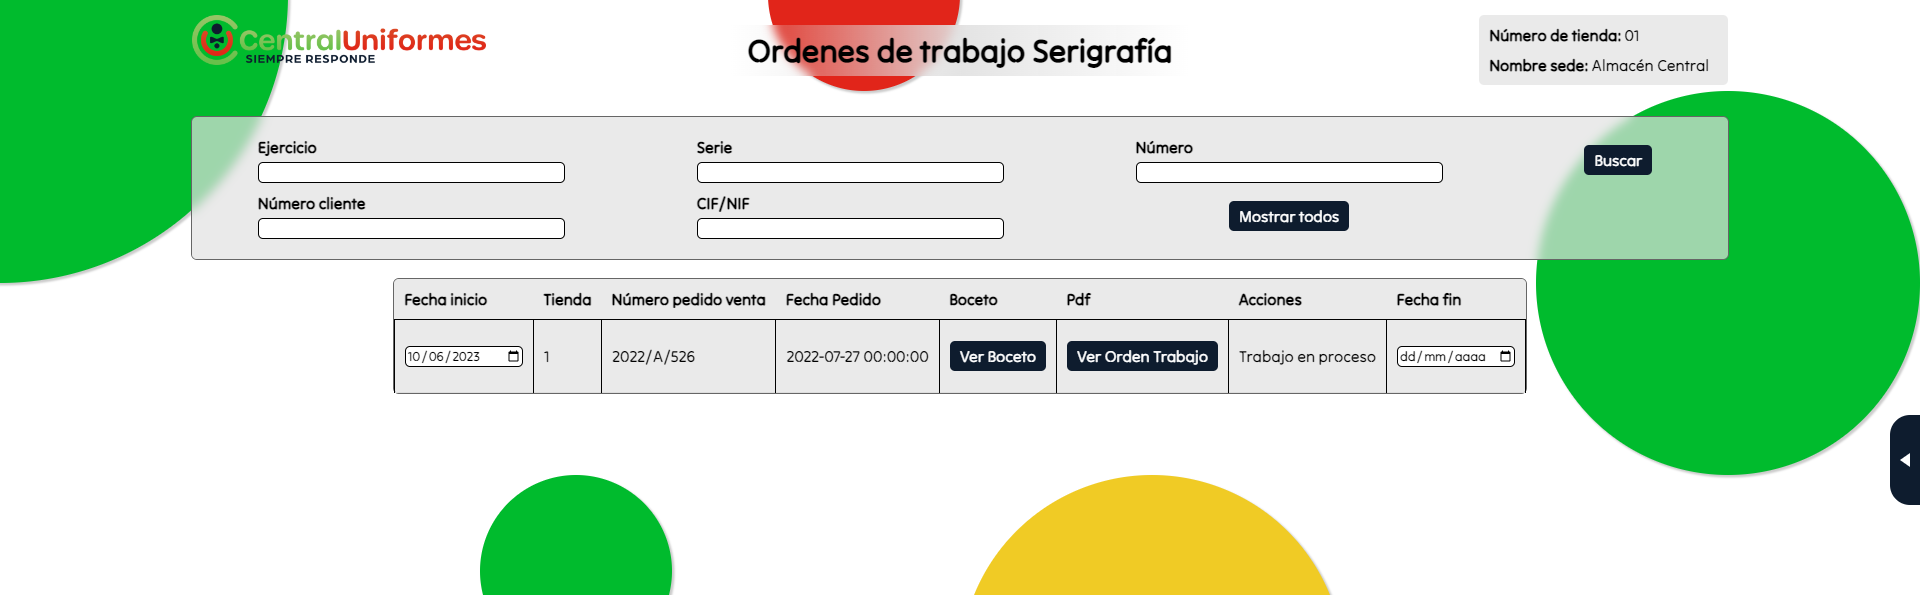 CentralUniformes
SIEMPRE RESPONDE
Ordenes de trabajo Serigrafía
Número de tienda: 01
Nombre sede: Almacén Central
Ejercicio
Serie
Número
Buscar
Número cliente
CIF/NIF
Mostrar todos
Fecha inicio Tienda Número pedido venta Fecha Pedido Boceto Pdf Acciones Fecha fin
10/06/2023 1 2022/A/526 2022-07-27 00:00:00 Ver Boceto Ver Orden Trabajo Trabajo en proceso dd/mm/aaaa